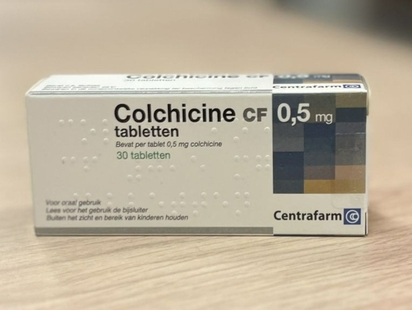 Colchicine CF 0,5 mg
Centrafarm
Colchicine CF 0,5 mg
tabletten
Bevat per tablet 0,5 mg colchicine
30 tabletten
Voor oraal gebruik
Lees voor het gebruik de bijsluiter
Buiten het zicht en bereik van kinderen houden
Centrafarm